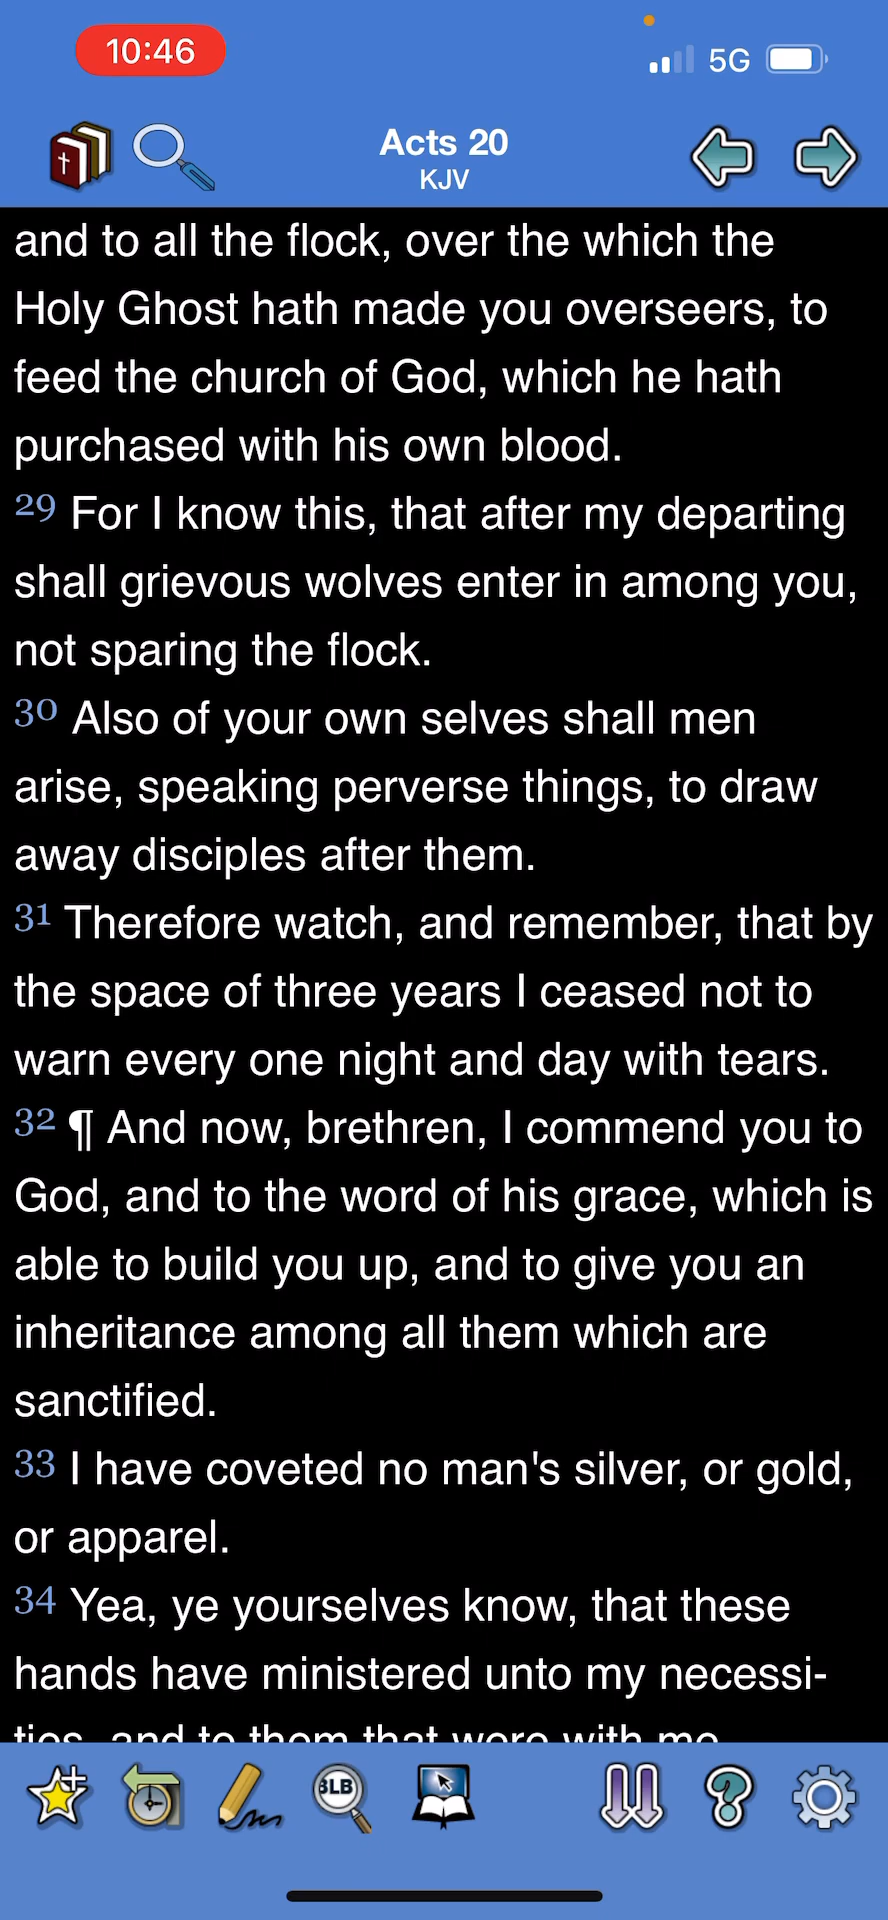 10:46
5G
Acts 20
KJV
and to all the flock, over the which the
Holy Ghost hath made you overseers, to
feed the church of God, which he hath
purchased with his own blood.
29 For I know this, that after my departing
shall grievous wolves enter in among you,
not sparing the flock.
30 Also of your own selves shall men
arise, speaking perverse things, to draw
away disciples after them.
31 Therefore watch, and remember, that by
the space of three years I ceased not to
warn every one night and day with tears.
32 ¶ And now, brethren, I commend you to
God, and to the word of his grace, which is
able to build you up, and to give you an
inheritance among all them which are
sanctified.
33 I have coveted no man's silver, or gold,
or apparel.
34 Yea, ye yourselves know, that these
hands have ministered unto my necessi-
ties, and to them that were with me.
BLB